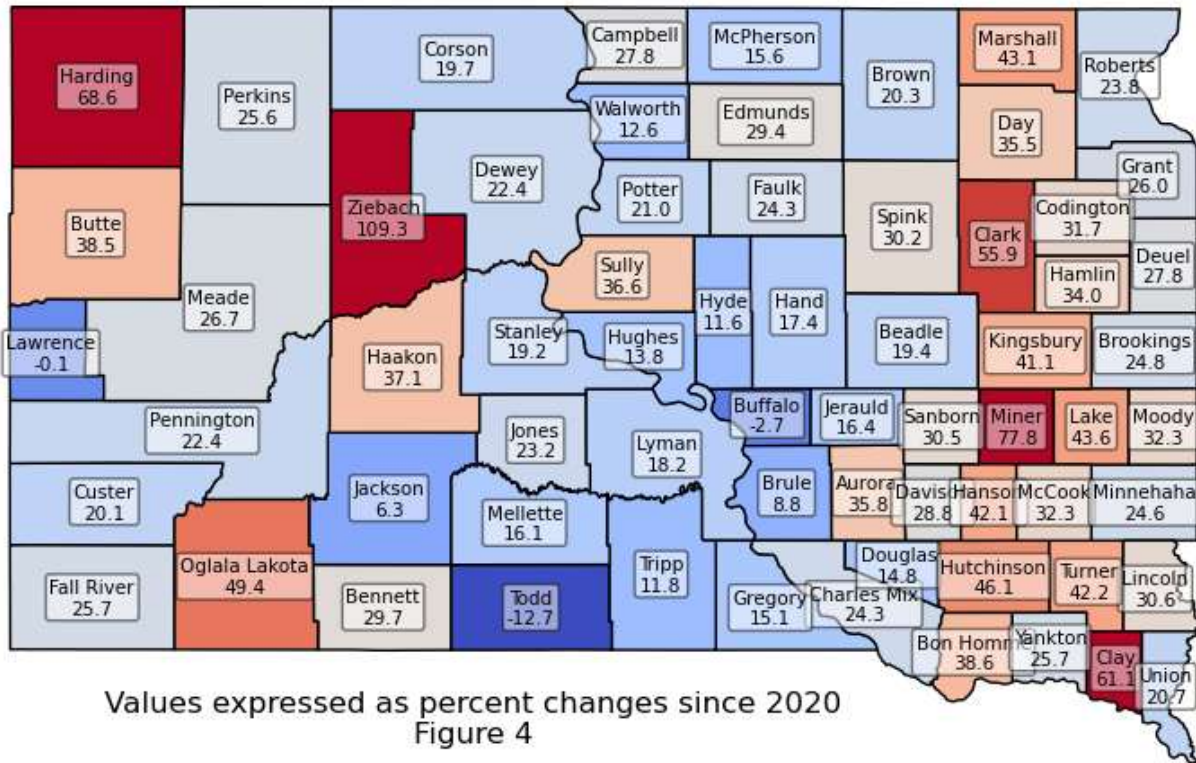 Harding
68.6
Perkins
25.6
Corson
19.7
Campbell
27.8
McPherson
15.6
Brown
20.3
Marshall
43.1
Roberts
23.8
Walworth
12.6
Edmunds
29.4
Day
35.5
Butte
38.5
Ziebach
109.3
Dewey
22.4
Potter
21.0
Faulk
24.3
Spink
30.2
Clark
55.9
Codington
31.7
Grant
26.0
Deuel
27.8
Hamlin
34.0
Meade
26.7
Sully
36.6
Hyde
11.6
Hand
17.4
Lawrence
-0.1
Haakon
37.1
Stanley
19.2
Hughes
13.8
Beadle
19.4
Kingsbury
41.1
Brookings
24.8
Pennington
22.4
Jones
23.2
Lyman
18.2
Buffalo
-2.7
Jerauld
16.4
Sanborn
30.5
Miner
77.8
Lake
43.6
Moody
32.3
Custer
20.1
Jackson
6.3
Mellette
16.1
Brule
8.8
Aurora
35.8
Davis
28.8
Hanson
42.1
McCook
32.3
Minnehaha
24.6
Fall River
25.7
Oglala Lakota
49.4
Bennett
29.7
Todd
-12.7
Tripp
11.8
Gregory
15.1
Charles Mix
24.3
Douglas
14.8
Hutchinson
46.1
Turner
42.2
Lincoln
30.6
Bon Homme
38.6
Yankton
25.7
Clay
61.1
Union
20.7
Values expressed as percent changes since 2020
Figure 4